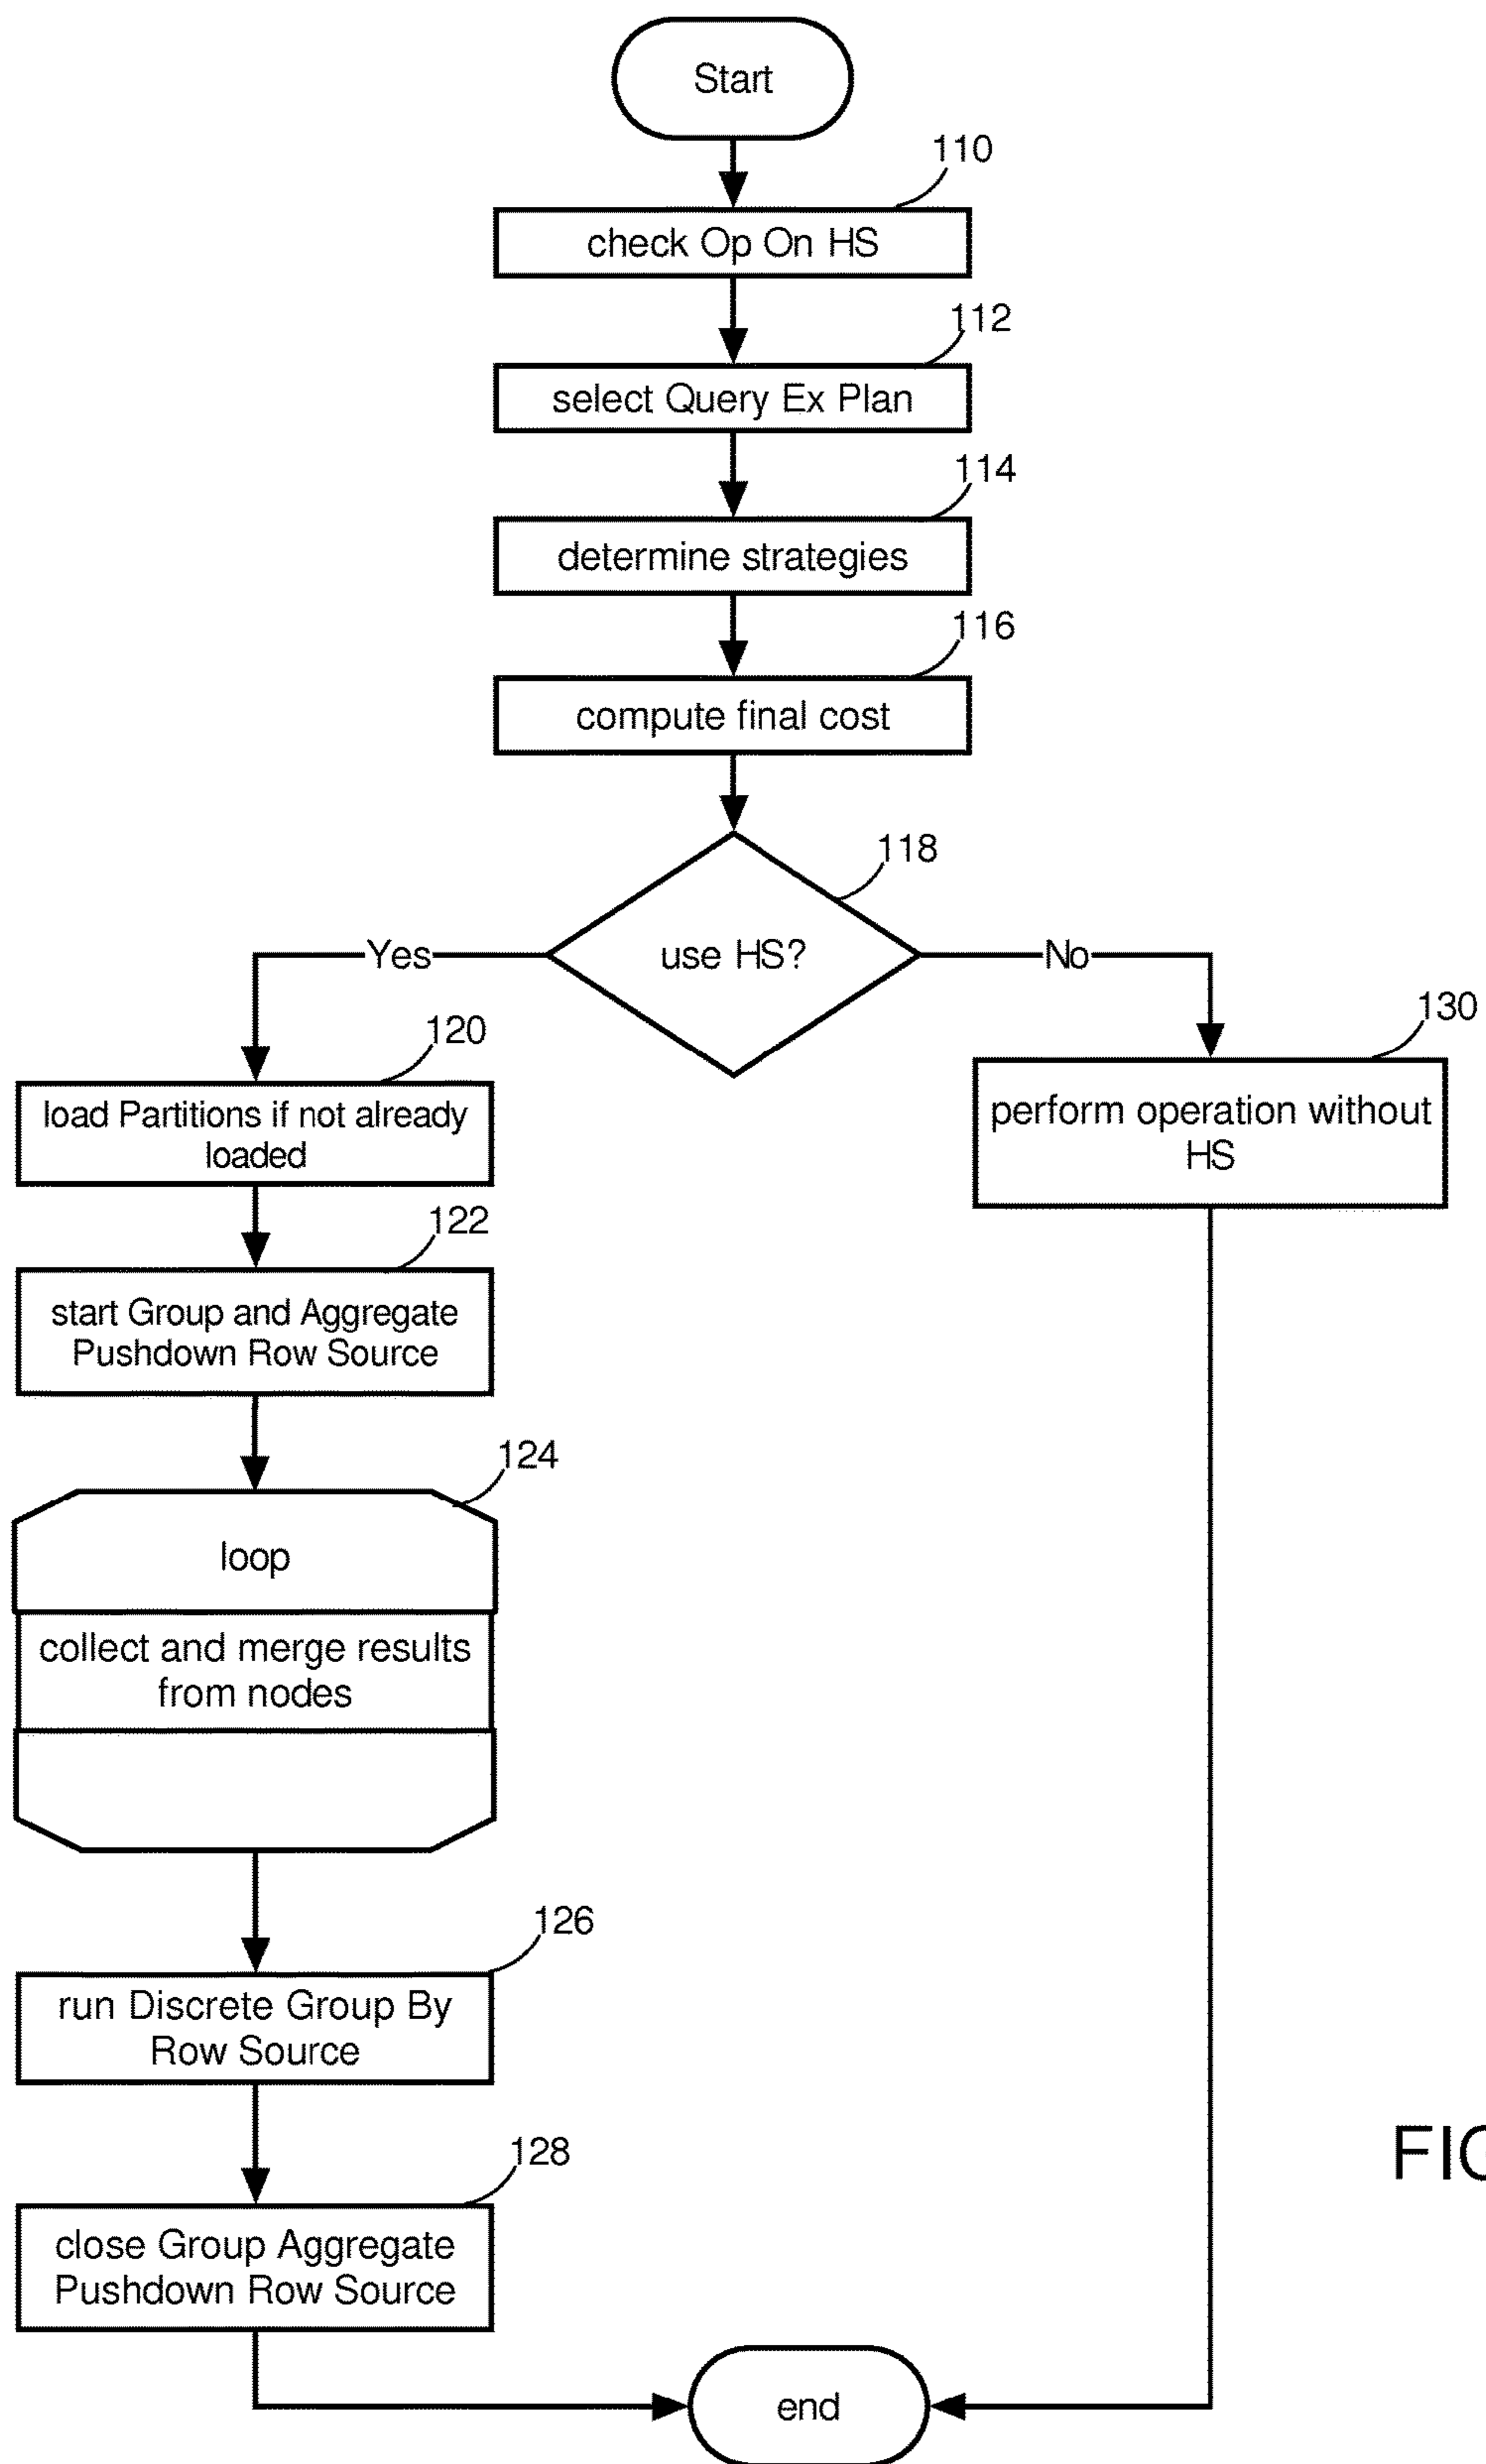 Start
110
check Op On HS
112
select Query Ex Plan
114
determine strategies
116
compute final cost
118
use HS?
Yes
No
120
load Partitions if not already
loaded
130
perform operation without
HS
122
start Group and Aggregate
Pushdown Row Source
124
loop
collect and merge results
from nodes
126
run Discrete Group By
Row Source
128
close Group Aggregate
Pushdown Row Source
FIG
end